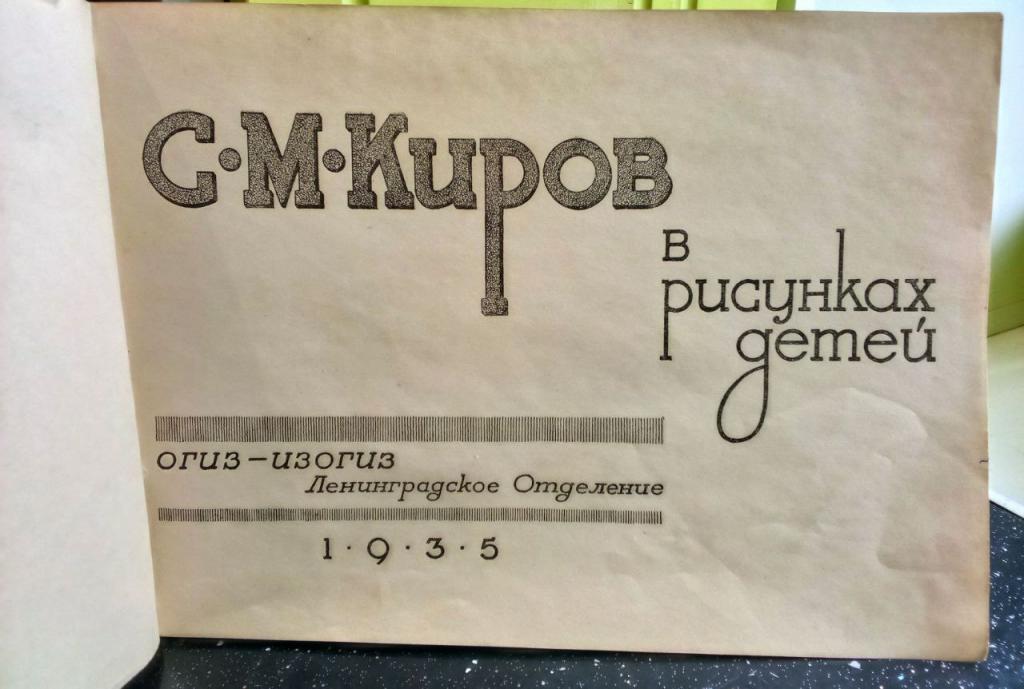 С·М·Киров
в
рисунках
детей
огиз–изогиз
Ленинградское Отделение
1·9·3·5